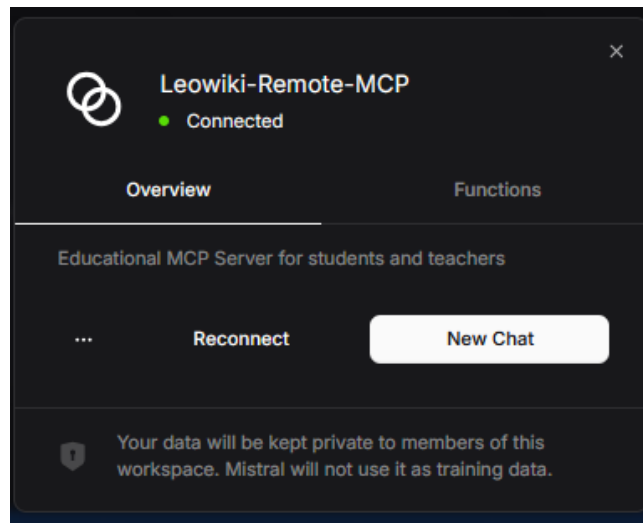 Leowiki-Remote-MCP
Connected
Overview
Functions
Educational MCP Server for students and teachers
Reconnect
New Chat
Your data will be kept private to members of this
workspace. Mistral will not use it as training data.